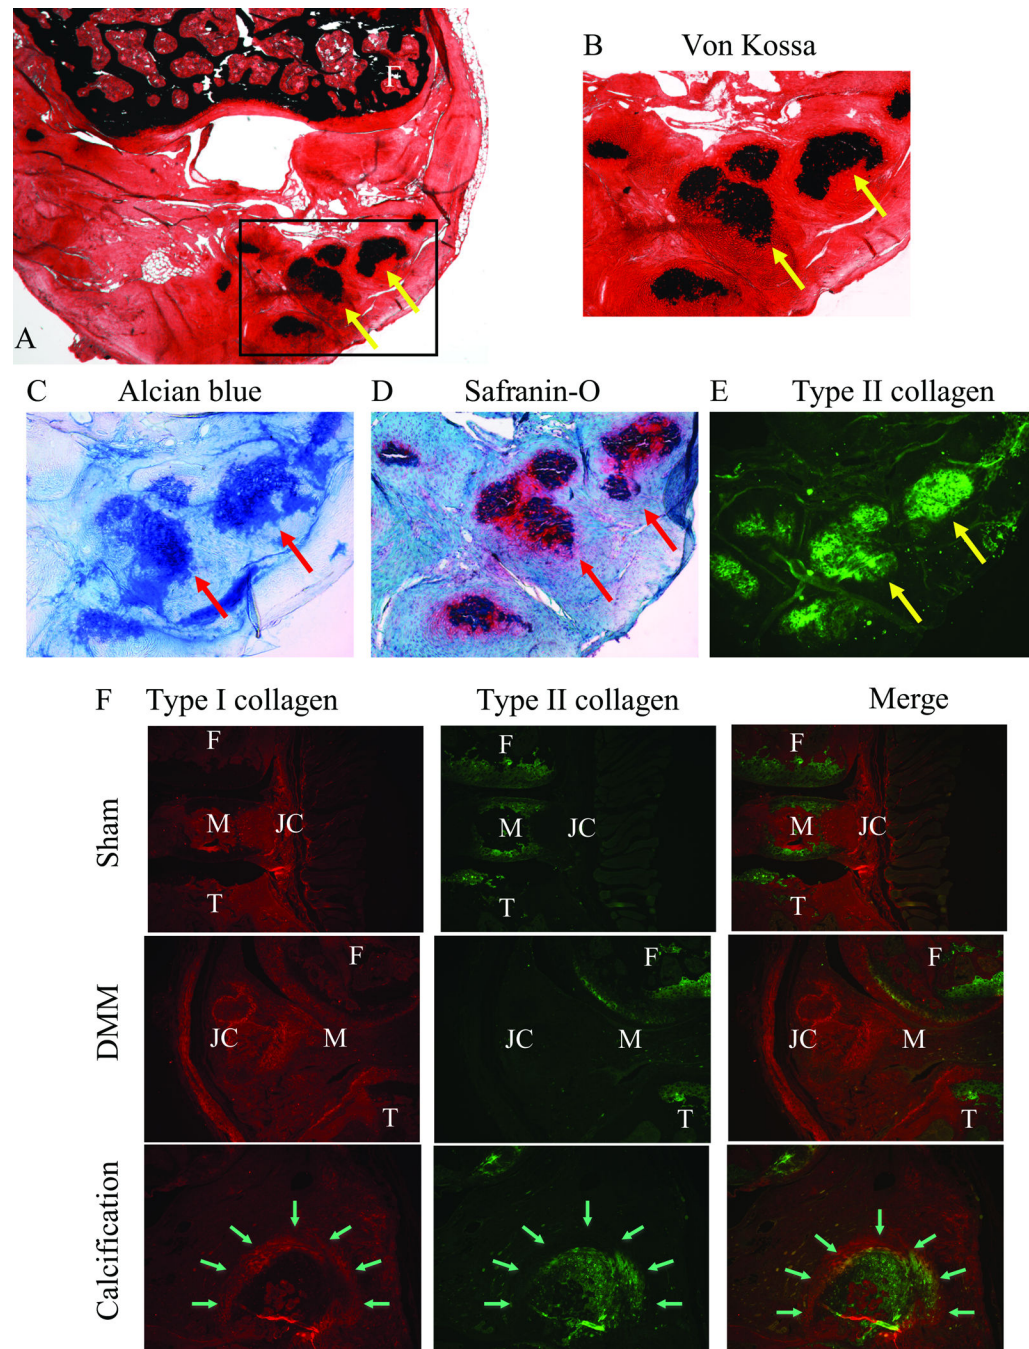 F
A
B Von Kossa
C Alcian blue
D Safranin-O
E Type II collagen
F Type I collagen Type II collagen Merge
Sham
F
M JC
T
F
M JC
T
F
M JC
T
DMM
F
JC M
T
F
JC M
T
F
JC M
T
Calcification